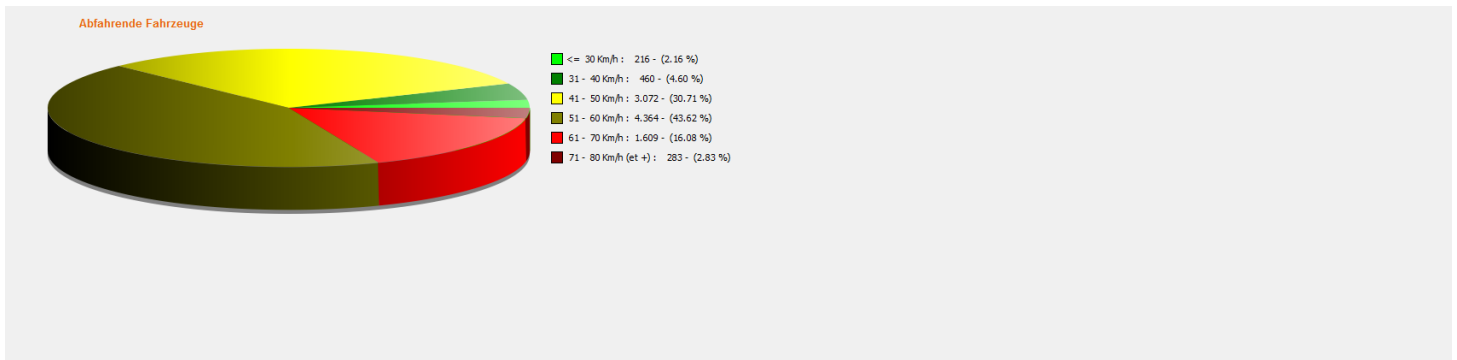 Abfahrende Fahrzeuge
<= 30 Km/h : 216 - (2.16 %)
31 - 40 Km/h : 460 - (4.60 %)
41 - 50 Km/h : 3.072 - (30.71 %)
51 - 60 Km/h : 4.364 - (43.62 %)
61 - 70 Km/h : 1.609 - (16.08 %)
71 - 80 Km/h (et +) : 283 - (2.83 %)